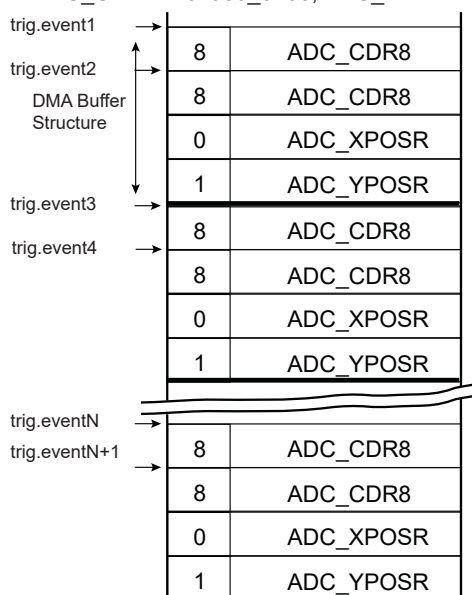 trig.event1
8 ADC_CDR8
trig.event2
8 ADC_CDR8
DMA Buffer
Structure
0 ADC_XPOSR
1 ADC_YPOSR
trig.event3
8 ADC_CDR8
trig.event4
8 ADC_CDR8
0 ADC_XPOSR
1 ADC_YPOSR
trig.eventN
8 ADC_CDR8
trig.eventN+1
8 ADC_CDR8
0 ADC_XPOSR
1 ADC_YPOSR